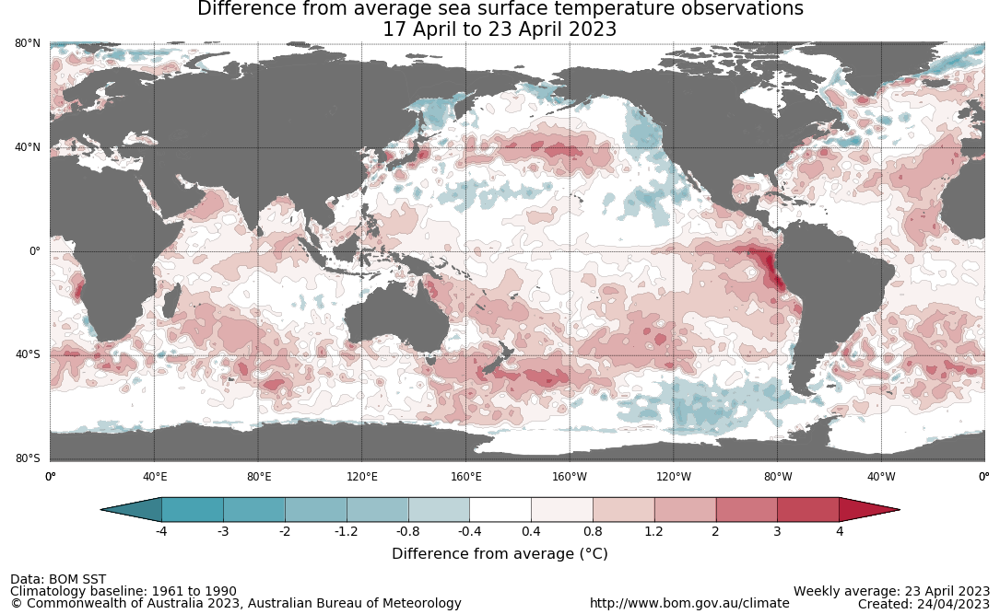 Difference from average sea surface temperature observations
17 April to 23 April 2023
80°N
40°N
0°
40°S
80°S
0° 40°E 80°E 120°E 160°E 160°W 120°W 80°W 40°W 0°
-4 -3 -2 -1.2 -0.8 -0.4 0.4 0.8 1.2 2 3 4
Difference from average (°C)
Data: BOM SST
Climatology baseline: 1961 to 1990 Weekly average: 23 April 2023
© Commonwealth of Australia 2023, Australian Bureau of Meteorology http://www.bom.gov.au/climate Created: 24/04/2023